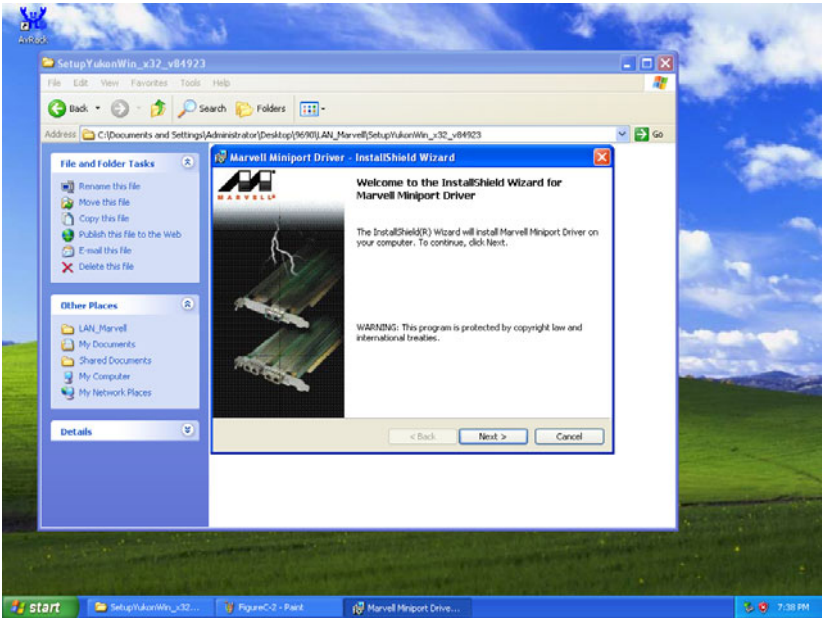 AvRack
SetupYukonWin_x32_v84923
File Edit View Favorites Tools Help
Back Search Folders
Address C:\Documents and Settings\Administrator\Desktop\9690\LAN_Marvell\SetupYukonWin_x32_v84923 Go
File and Folder Tasks
Rename this file
Move this file
Copy this file
Publish this file to the Web
E-mail this file
Delete this file
Other Places
LAN_Marvell
My Documents
Shared Documents
My Computer
My Network Places
Details
Marvell Miniport Driver - InstallShield Wizard
MARVELL
Welcome to the InstallShield Wizard for
Marvell Miniport Driver
The InstallShield(R) Wizard will install Marvell Miniport Driver on
your computer. To continue, click Next.
WARNING: This program is protected by copyright law and
international treaties.
< Back Next > Cancel
start SetupYukonWin_x32... FigureC-2 - Paint Marvell Miniport Drive... 7:38 PM